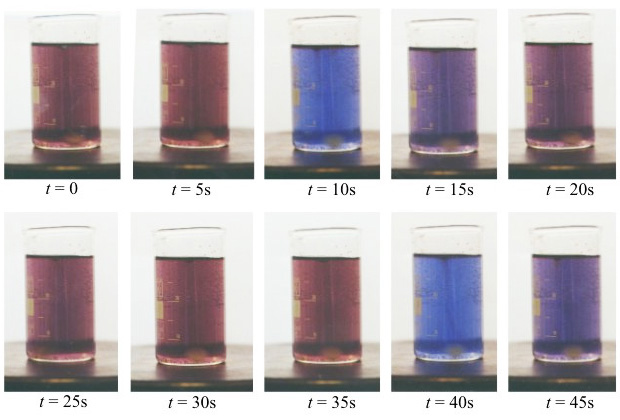 t = 0
t = 5s
t = 10s
t = 15s
t = 20s
t = 25s
t = 30s
t = 35s
t = 40s
t = 45s